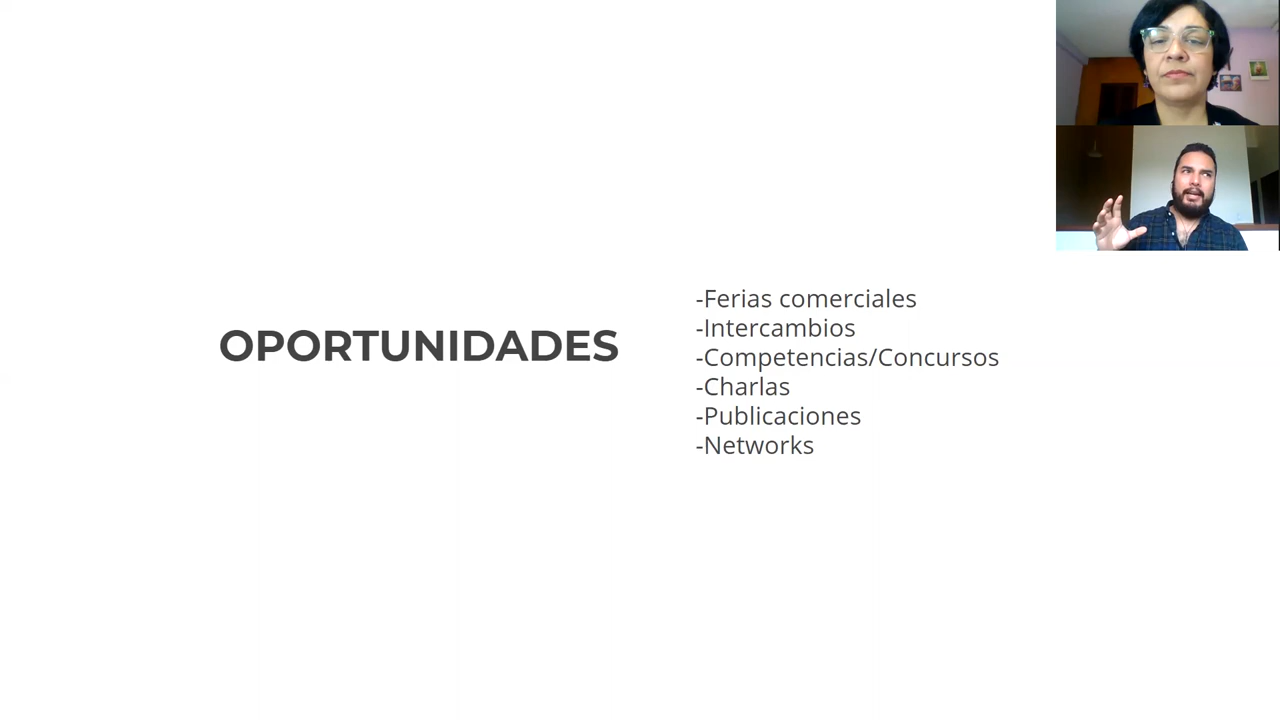 OPORTUNIDADES
-Ferias comerciales
-Intercambios
-Competencias/Concursos
-Charlas
-Publicaciones
-Networks